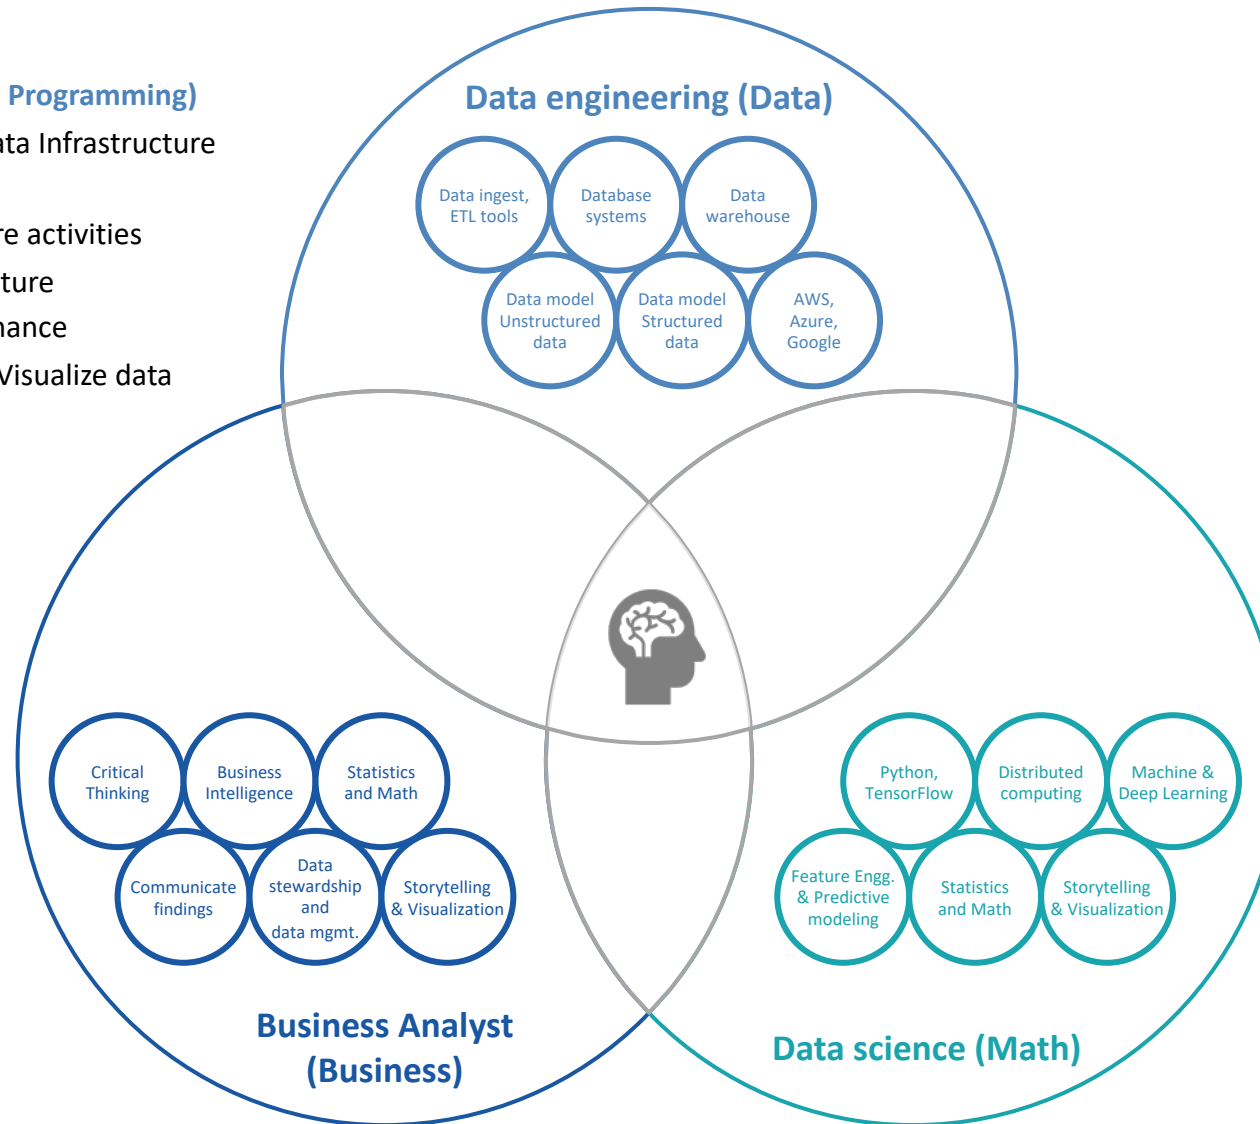 Programming)
ata Infrastructure
re activities
ture
nance
Visualize data
Data engineering (Data)
Data ingest,
ETL tools
Database
systems
Data
warehouse
Data model
Unstructured
data
Data model
Structured
data
AWS,
Azure,
Google
Critical
Thinking
Business
Intelligence
Statistics
and Math
Communicate
findings
Data
stewardship
and
data mgmt.
Storytelling
& Visualization
Business Analyst
(Business)
Python,
TensorFlow
Distributed
computing
Machine &
Deep Learning
Feature Engg.
& Predictive
modeling
Statistics
and Math
Storytelling
& Visualization
Data science (Math)